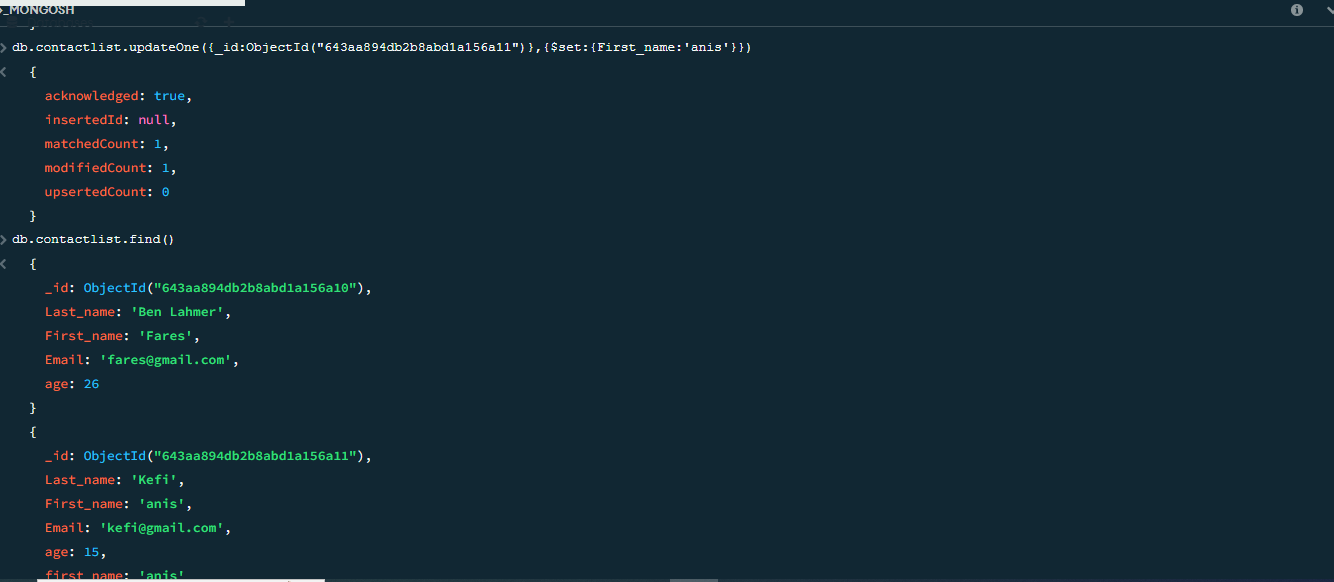 >_MONGOSH
}
> db.contactlist.updateOne({_id:ObjectId("643aa894db2b8abd1a156a11")},{$set:{First_name:'anis'}})
< {
acknowledged: true,
insertedId: null,
matchedCount: 1,
modifiedCount: 1,
upsertedCount: 0
}
> db.contactlist.find()
< {
_id: ObjectId("643aa894db2b8abd1a156a10"),
Last_name: 'Ben Lahmer',
First_name: 'Fares',
Email: 'fares@gmail.com',
age: 26
}
{
_id: ObjectId("643aa894db2b8abd1a156a11"),
Last_name: 'Kefi',
First_name: 'anis',
Email: 'kefi@gmail.com',
age: 15,
first_name: 'anis'